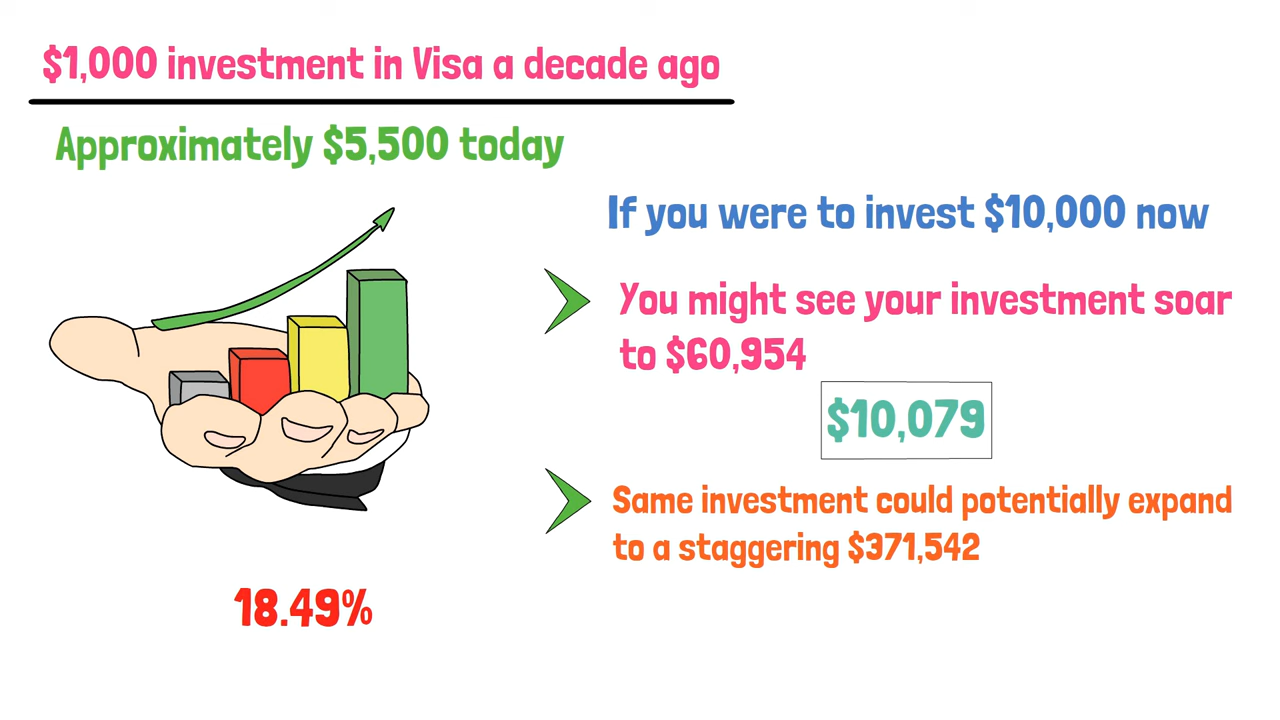 $1,000 investment in Visa a decade ago
Approximately $5,500 today
If you were to invest $10,000 now
You might see your investment soar
to $60,954
$10,079
Same investment could potentially expand
to a staggering $371,542
18.49%